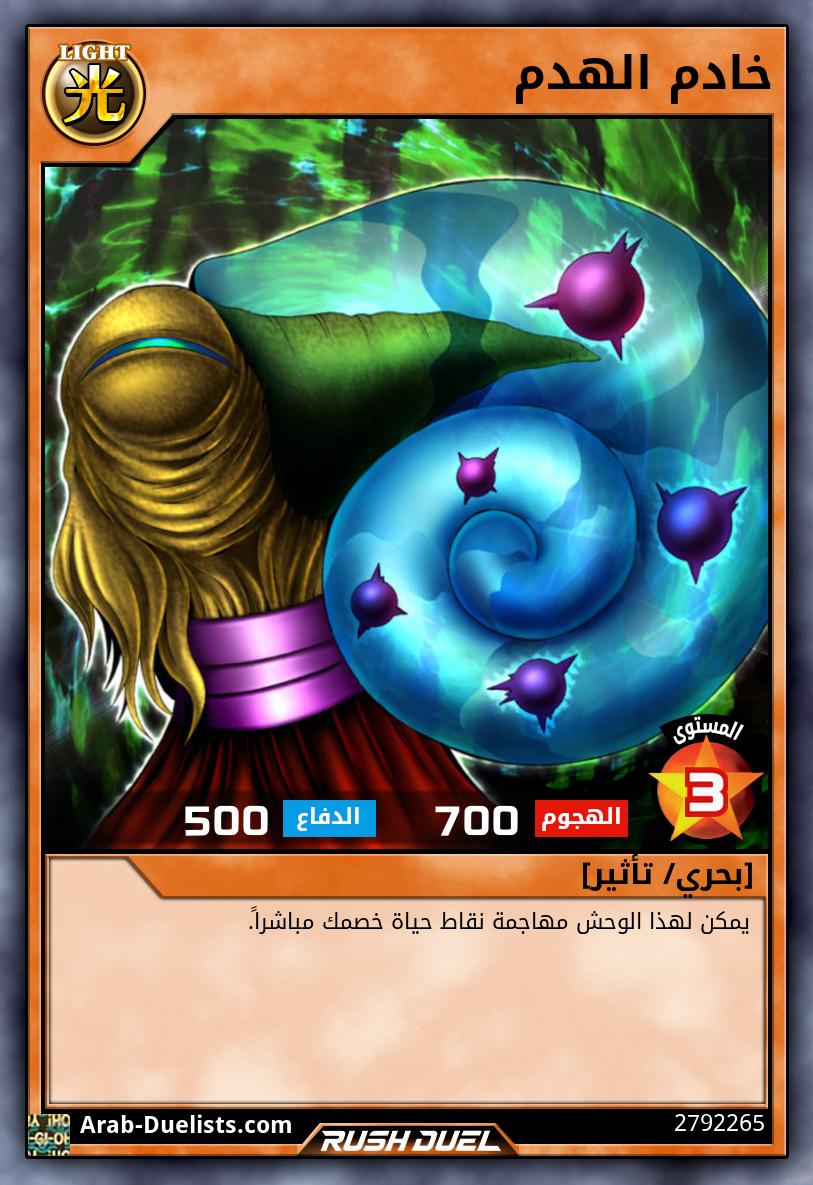 خادم الهدم
LIGHT
光
المستوى
3
الهجوم 700
الدفاع 500
[بحري/ تأثير]
يمكن لهذا الوحش مهاجمة نقاط حياة خصمك مباشراً.
Arab-Duelists.com
RUSH DUEL
2792265